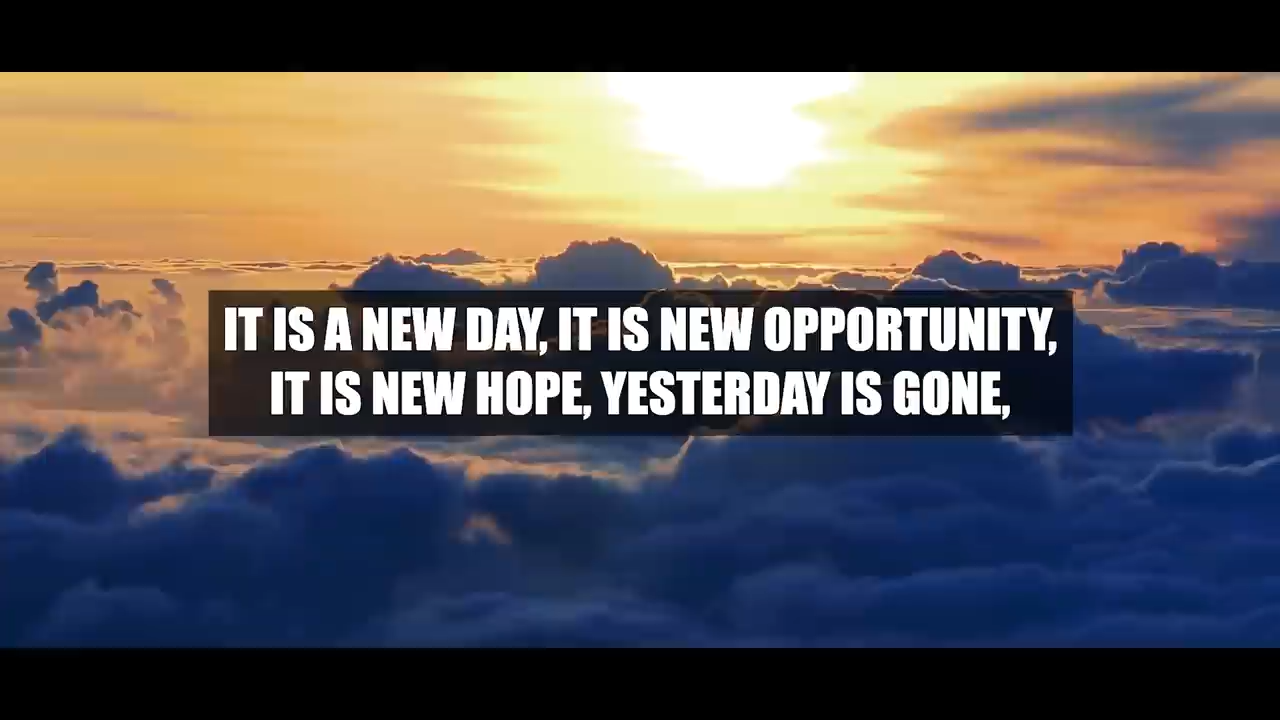 IT IS A NEW DAY, IT IS NEW OPPORTUNITY,
IT IS NEW HOPE, YESTERDAY IS GONE,